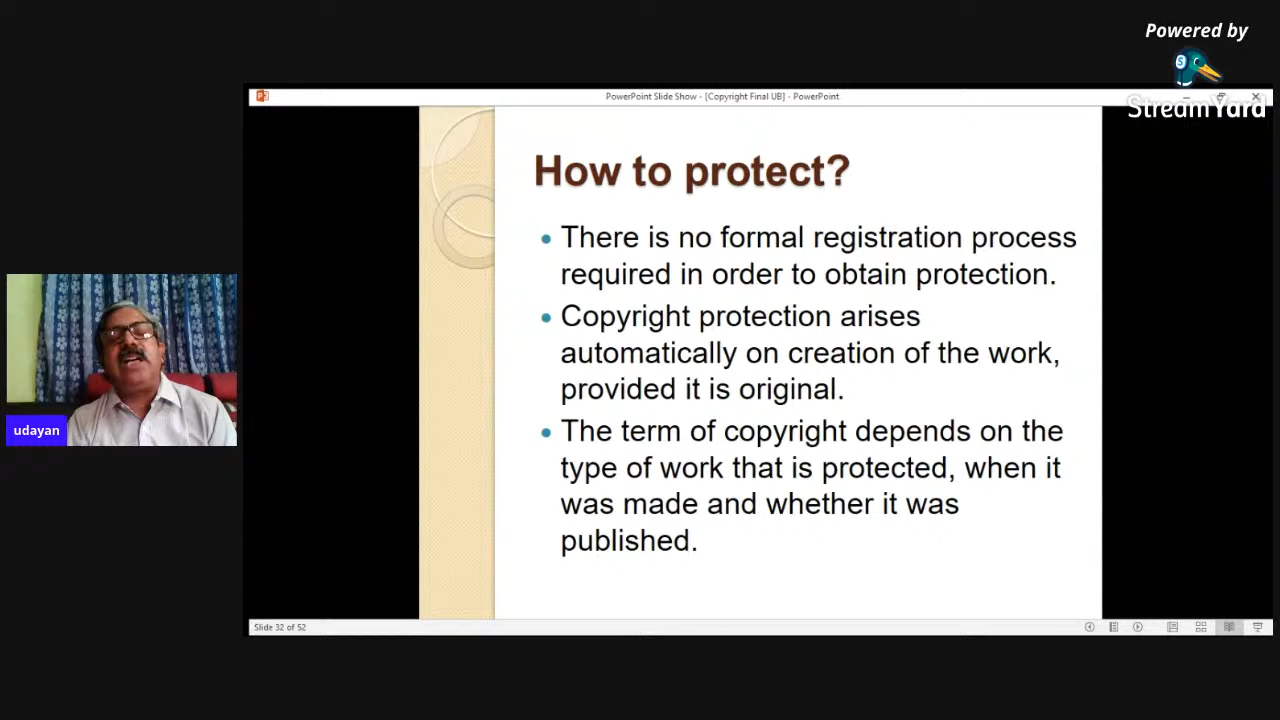 Powered by
StreamYard
PowerPoint Slide Show - [Copyright Final UB] - PowerPoint
How to protect?
There is no formal registration process
required in order to obtain protection.
Copyright protection arises
automatically on creation of the work,
provided it is original.
The term of copyright depends on the
type of work that is protected, when it
was made and whether it was
published.
udayan
Slide 32 of 52